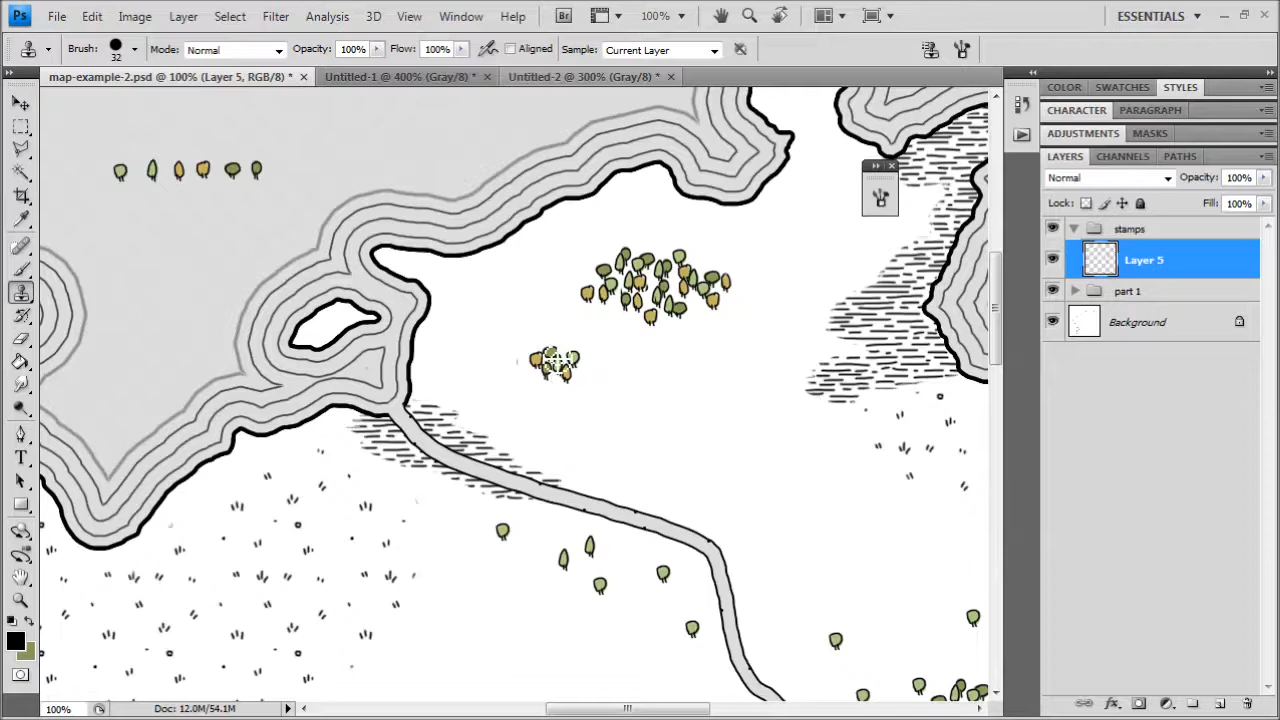 Ps File Edit Image Layer Select Filter Analysis 3D View Window Help Br 100% ESSENTIALS
Brush: 32 Mode: Normal Opacity: 100% Flow: 100% Aligned Sample: Current Layer
map-example-2.psd @ 100% (Layer 5, RGB/8) * Untitled-1 @ 400% (Gray/8) * Untitled-2 @ 300% (Gray/8) *
COLOR SWATCHES STYLES
CHARACTER PARAGRAPH
ADJUSTMENTS MASKS
LAYERS CHANNELS PATHS
Normal Opacity: 100%
Lock: Fill: 100%
stamps
Layer 5
part 1
Background
T
fx
100% Doc: 12.0M/54.1M